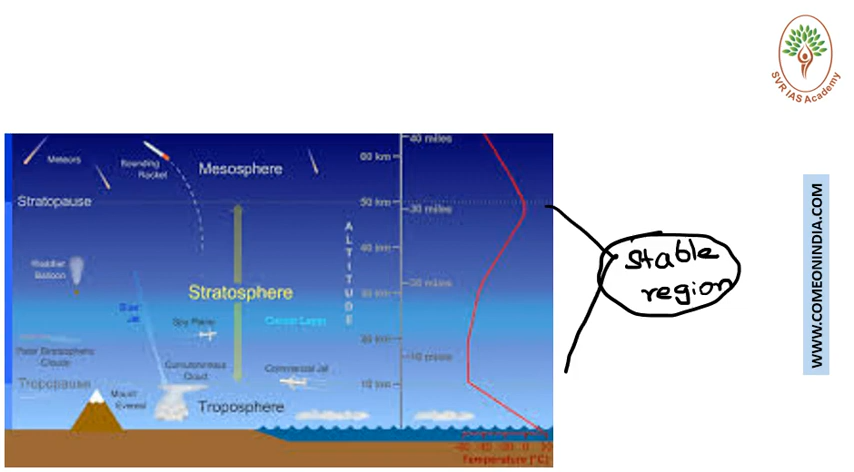 SVR IAS Academy
40 miles
Meteors
Sounding
Rocket
Mesosphere
60 km
Stratopause
50 km
30 miles
ALTITUDE
40 km
Weather
Balloon
stable
region
Stratosphere
30 km
Spy Plane
Ozone Layer
20 km
Polar Stratospheric
Clouds
10 miles
Cumulonimbus
Cloud
Commercial Jet
Tropopause
10 km
Mount
Everest
Troposphere
Temperature (°C)
WWW.COMEONINDIA.COM